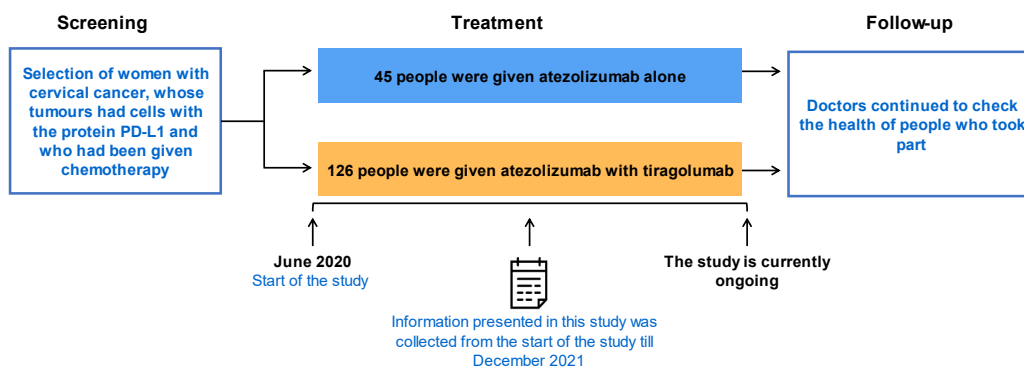 Screening
Treatment
Follow-up
Selection of women with
cervical cancer, whose
tumours had cells with
the protein PD-L1 and
who had been given
chemotherapy
45 people were given atezolizumab alone
126 people were given atezolizumab with tiragolumab
Doctors continued to check
the health of people who took
part
June 2020
Start of the study
Information presented in this study was
collected from the start of the study till
December 2021
The study is currently
ongoing